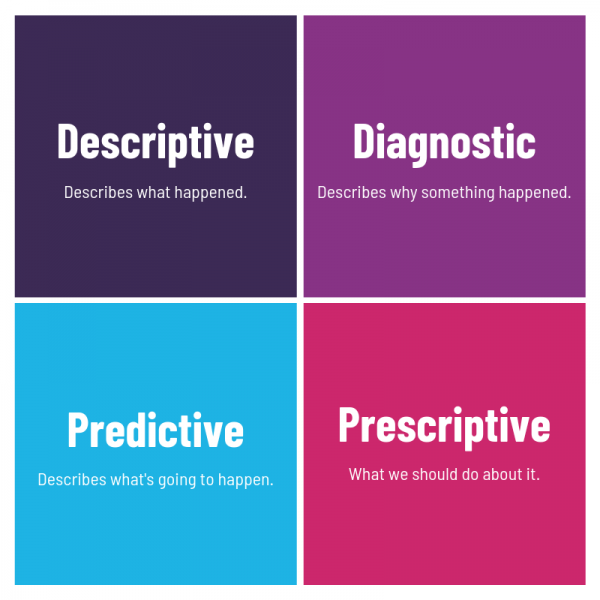 Descriptive
Describes what happened.
Diagnostic
Describes why something happened.
Predictive
Describes what's going to happen.
Prescriptive
What we should do about it.